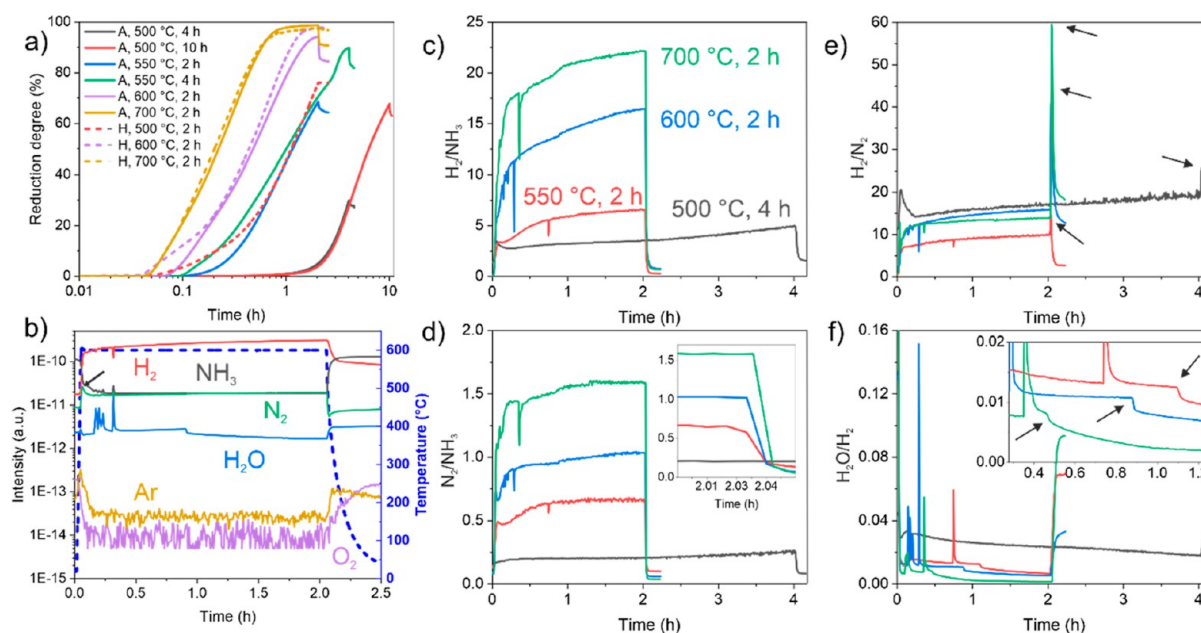 a)
Reduction degree (%)
100
80
60
40
20
0
A, 500 °C, 4 h
A, 500 °C, 10 h
A, 550 °C, 2 h
A, 550 °C, 4 h
A, 600 °C, 2 h
A, 700 °C, 2 h
H, 500 °C, 2 h
H, 600 °C, 2 h
H, 700 °C, 2 h
0.01 0.1 1 10
Time (h)
b)
Intensity (a.u.)
1E-10
1E-11
1E-12
1E-13
1E-14
1E-15
H₂
NH₃
N₂
H₂O
Ar
O₂
600
500
400
300
200
100
0
Temperature (°C)
0.0 0.5 1.0 1.5 2.0 2.5
Time (h)
c)
H₂/NH₃
25
20
15
10
5
0
700 °C, 2 h
600 °C, 2 h
550 °C, 2 h
500 °C, 4 h
0 1 2 3 4
Time (h)
d)
N₂/NH₃
2.0
1.5
1.0
0.5
0.0
1.5
1.0
0.5
0.0
2.01 2.03 2.04
Time (h)
0 1 2 3 4
Time (h)
e)
H₂/N₂
60
50
40
30
20
10
0
0 1 2 3 4
Time (h)
f)
H₂O/H₂
0.16
0.12
0.08
0.04
0.00
0.02
0.01
0.00
0.4 0.6 0.8 1.0 1.2
0 1 2 3 4
Time (h)